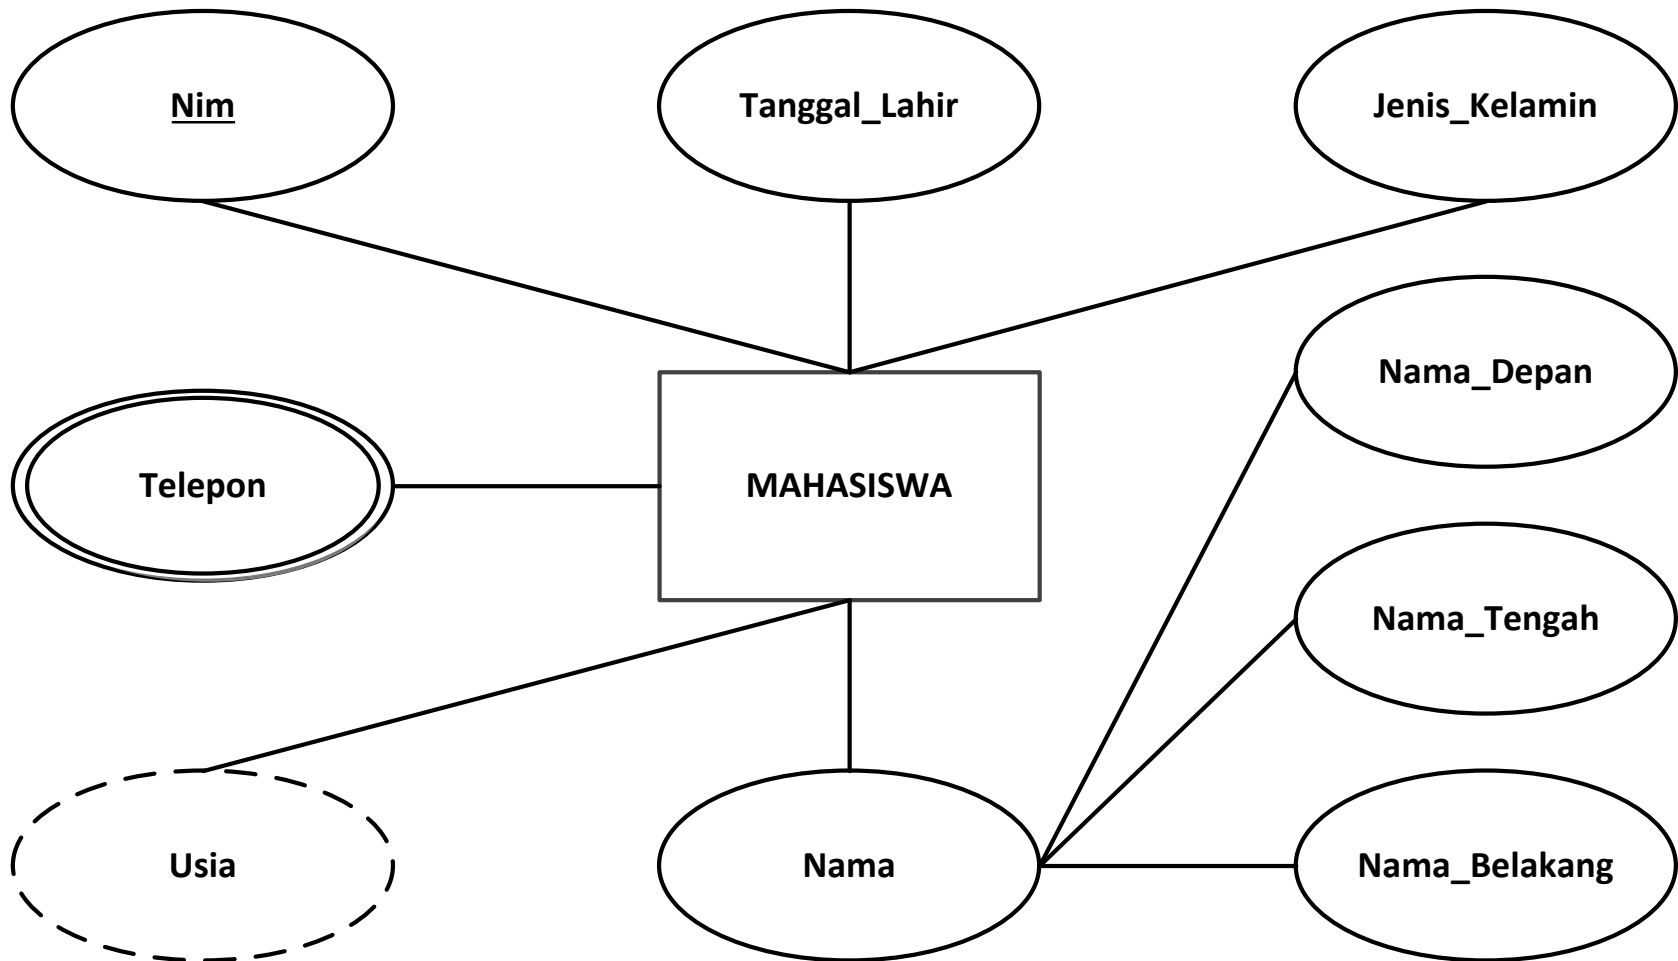 Nim
Tanggal_Lahir
Jenis_Kelamin
Nama_Depan
Telepon
MAHASISWA
Nama_Tengah
Usia
Nama
Nama_Belakang